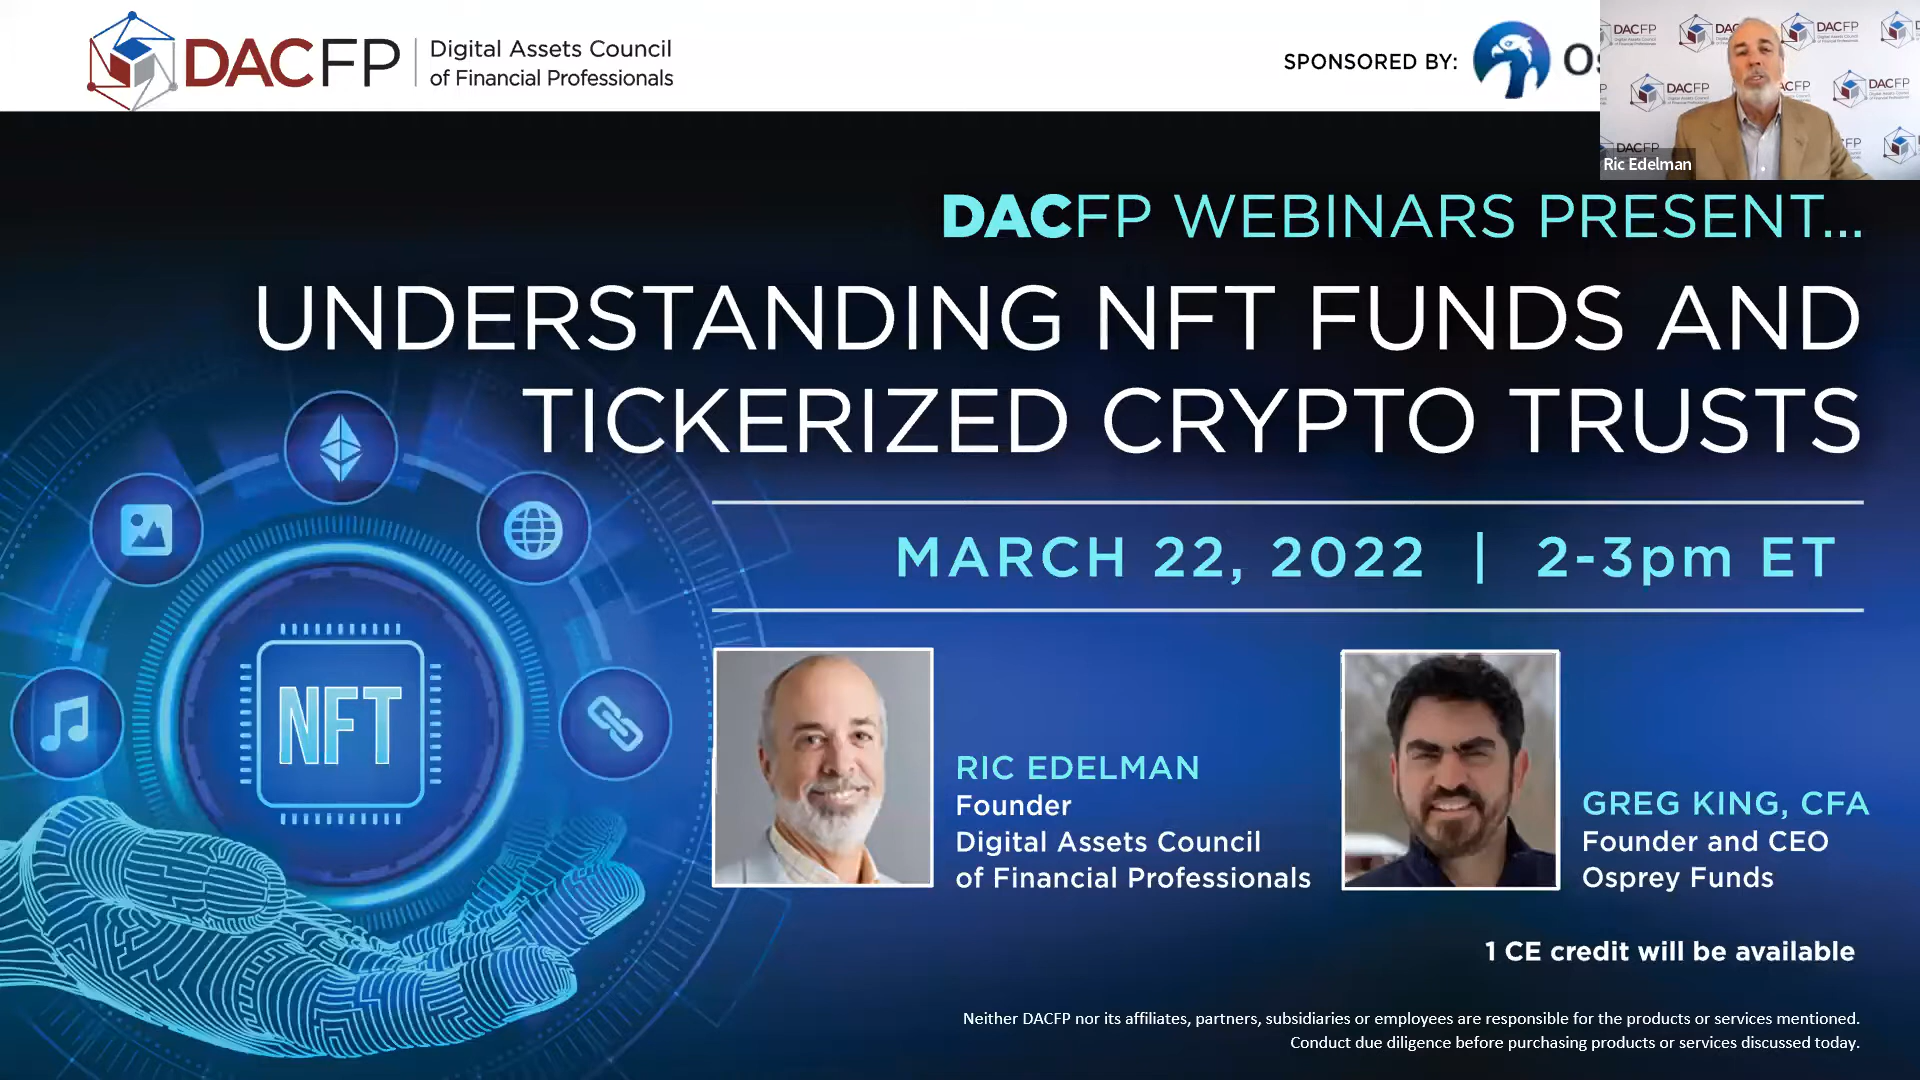 DACFP
Digital Assets Council
of Financial Professionals
SPONSORED BY:
Ric Edelman
DACFP WEBINARS PRESENT...
UNDERSTANDING NFT FUNDS AND
TICKERIZED CRYPTO TRUSTS
MARCH 22, 2022 | 2-3pm ET
NFT
RIC EDELMAN
Founder
Digital Assets Council
of Financial Professionals
GREG KING, CFA
Founder and CEO
Osprey Funds
1 CE credit will be available
Neither DACFP nor its affiliates, partners, subsidiaries or employees are responsible for the products or services mentioned.
Conduct due diligence before purchasing products or services discussed today.